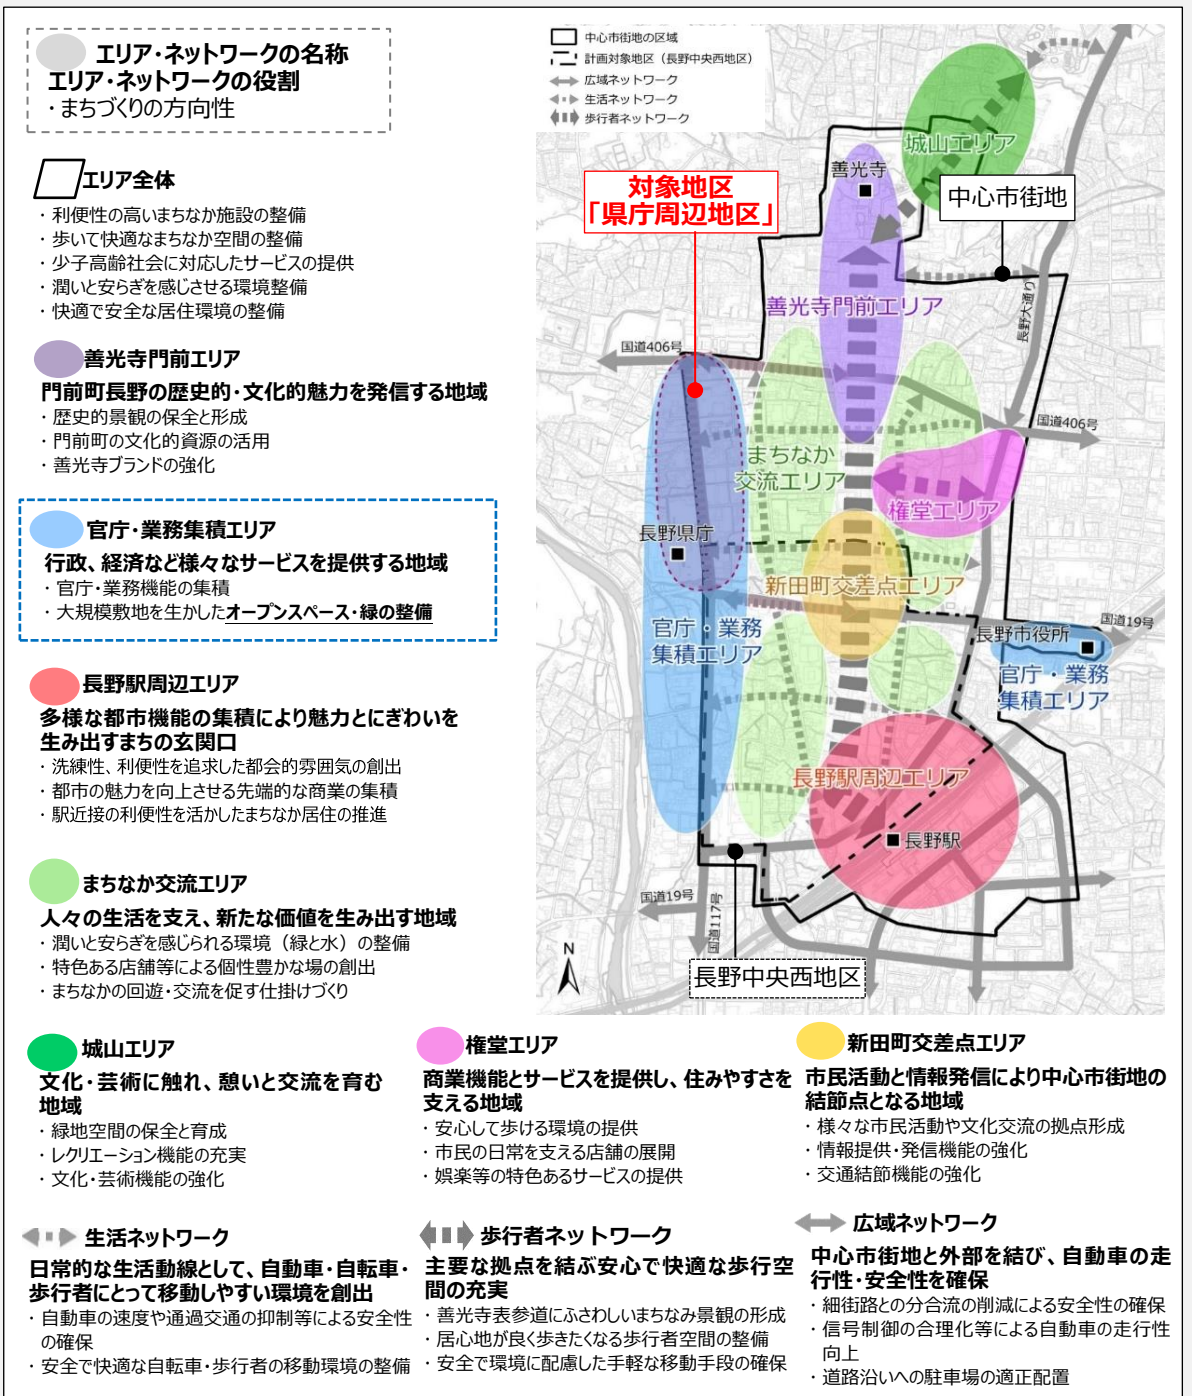 エリア・ネットワークの名称
エリア・ネットワークの役割
・まちづくりの方向性
エリア全体
・利便性の高いまちなか施設の整備
・歩いて快適なまちなか空間の整備
・少子高齢社会に対応したサービスの提供
・潤いと安らぎを感じさせる環境整備
・快適で安全な居住環境の整備
善光寺門前エリア
門前町長野の歴史的・文化的魅力を発信する地域
・歴史的景観の保全と形成
・門前町の文化的資源の活用
・善光寺ブランドの強化
官庁・業務集積エリア
行政、経済など様々なサービスを提供する地域
・官庁・業務機能の集積
・大規模敷地を生かしたオープンスペース・緑の整備
長野駅周辺エリア
多様な都市機能の集積により魅力とにぎわいを
生み出すまちの玄関口
・洗練性、利便性を追求した都会的雰囲気の創出
・都市の魅力を向上させる先端的な商業の集積
・駅近接の利便性を活かしたまちなか居住の推進
まちなか交流エリア
人々の生活を支え、新たな価値を生み出す地域
・潤いと安らぎを感じられる環境（緑と水）の整備
・特色ある店舗等による個性豊かな場の創出
・まちなかの回遊・交流を促す仕掛けづくり
中心市街地の区域
計画対象地区（長野中央西地区）
広域ネットワーク
生活ネットワーク
歩行者ネットワーク
城山エリア
善光寺
対象地区
「県庁周辺地区」
中心市街地
長野大通り
善光寺門前エリア
国道406号
国道406号
まちなか
交流エリア
権堂エリア
長野県庁
新田町交差点エリア
国道19号
官庁・業務
集積エリア
長野市役所
官庁・業務
集積エリア
長野駅周辺エリア
長野駅
国道19号
国道117号
N
長野中央西地区
城山エリア
文化・芸術に触れ、憩いと交流を育む
地域
・緑地空間の保全と育成
・レクリエーション機能の充実
・文化・芸術機能の強化
権堂エリア
商業機能とサービスを提供し、住みやすさを
支える地域
・安心して歩ける環境の提供
・市民の日常を支える店舗の展開
・娯楽等の特色あるサービスの提供
新田町交差点エリア
市民活動と情報発信により中心市街地の
結節点となる地域
・様々な市民活動や文化交流の拠点形成
・情報提供・発信機能の強化
・交通結節機能の強化
生活ネットワーク
日常的な生活動線として、自動車・自転車・
歩行者にとって移動しやすい環境を創出
・自動車の速度や通過交通の抑制等による安全性
の確保
・安全で快適な自転車・歩行者の移動環境の整備
歩行者ネットワーク
主要な拠点を結ぶ安心で快適な歩行空
間の充実
・善光寺表参道にふさわしいまちなみ景観の形成
・居心地が良く歩きたくなる歩行者空間の整備
・安全で環境に配慮した手軽な移動手段の確保
広域ネットワーク
中心市街地と外部を結び、自動車の走
行性・安全性を確保
・細街路との分合流の削減による安全性の確保
・信号制御の合理化等による自動車の走行性
向上
・道路沿いへの駐車場の適正配置